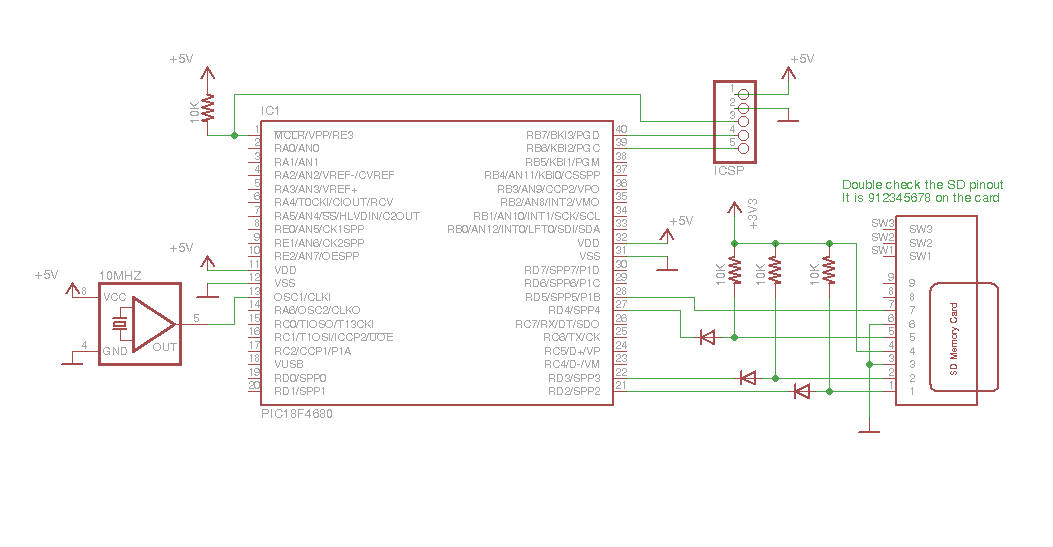 +5V
10K
IC1
1 MCLR/VPP/RE3
2 RA0/AN0
3 RA1/AN1
4 RA2/AN2/VREF-/CVREF
5 RA3/AN3/VREF+
6 RA4/T0CKI/CIOUT/RCV
7 RA5/AN4/SS/HLVDIN/C2OUT
8 RE0/AN5/CK1SPP
9 RE1/AN6/CK2SPP
10 RE2/AN7/OESPP
11 VDD
12 VSS
13 OSC1/CLKI
14 RA6/OSC2/CLKO
15 RC0/TIOSO/T13CKI
16 RC1/T1OSI/ICCP2/UOE
17 RC2/CCP1/P1A
18 VUSB
19 RD0/SPP0
20 RD1/SPP1
RB7/BKI3/PGD 40
RB6/KBI2/PGC 39
RB5/KBI1/PGM 38
RB4/AN11/KBI0/CSSPP 37
RB3/AN9/CCP2/VPO 36
RB2/AN8/INT2/VMO 35
RB1/AN10/INT1/SCK/SCL 34
RB0/AN12/INT0/LFT0/SDI/SDA 33
VDD 32
VSS 31
RD7/SPP7/P1D 30
RD6/SPP6/P1C 29
RD5/SPP5/P1B 28
RD4/SPP4 27
RC7/RX/DT/SDO 26
RC6/TX/CK 25
RC5/D+/VP 24
RC4/D-/VM 23
RD3/SPP3 22
RD2/SPP2 21
PIC18F4680
+5V
+5V
10MHZ
8 VCC
5
4 GND
OUT
+5V
1
2
3
4
5
ICSP
+5V
+3V3
10K
10K
10K
Double check the SD pinout
It is 912345678 on the card
SW3 SW3
SW2 SW2
SW1 SW1
9 9
8 8
7 7
6 6
5 5
4 4
3 3
2 2
1 1
SD Memory Card